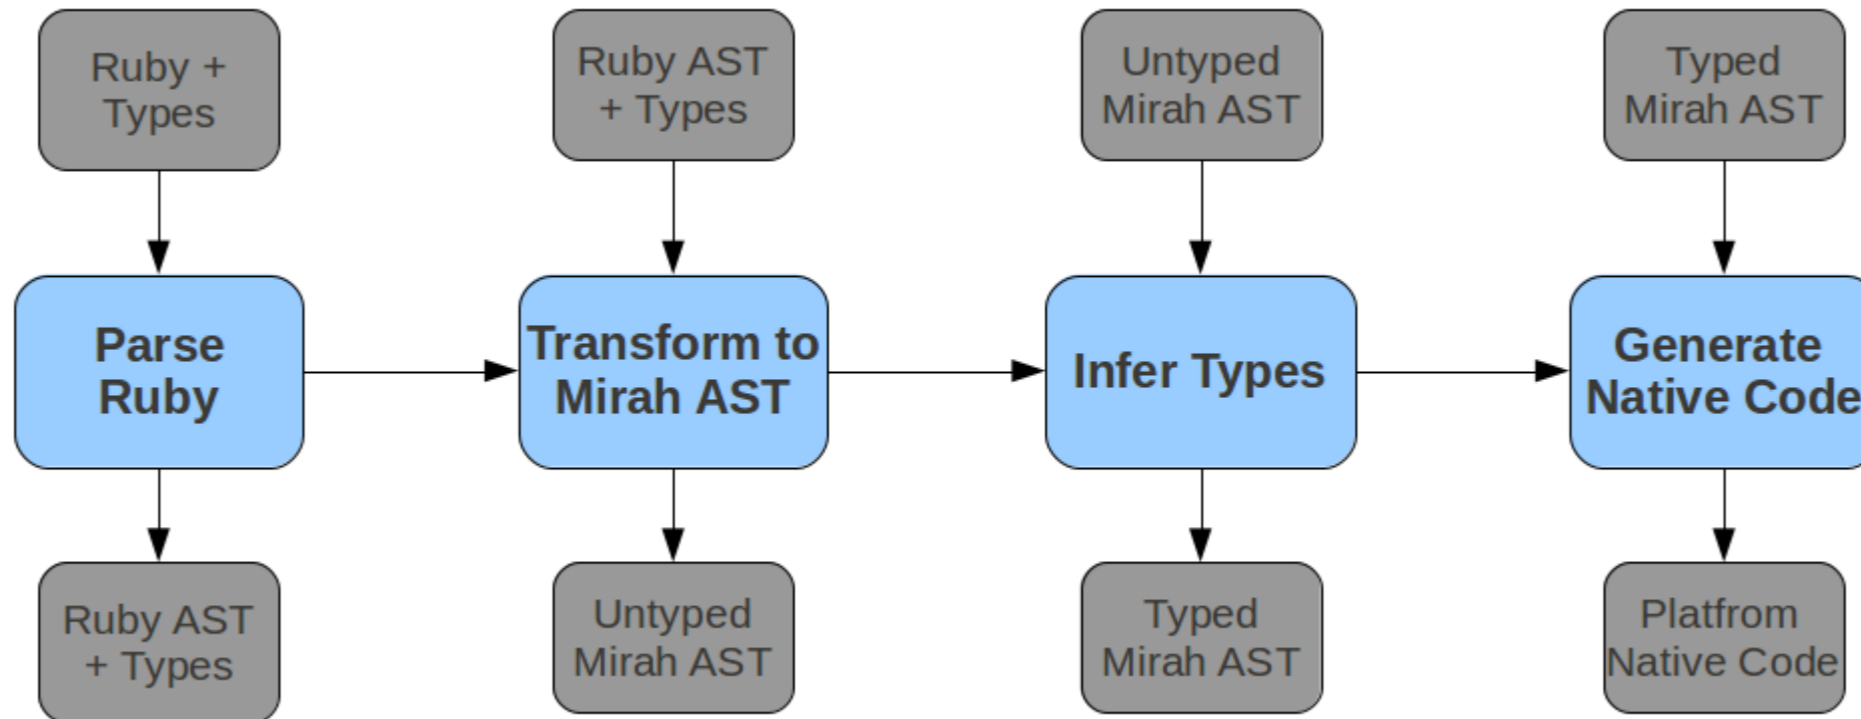 Ruby +
Types
Ruby AST
+ Types
Untyped
Mirah AST
Typed
Mirah AST
Parse
Ruby
Transform to
Mirah AST
Infer Types
Generate
Native Code
Ruby AST
+ Types
Untyped
Mirah AST
Typed
Mirah AST
Platfrom
Native Code